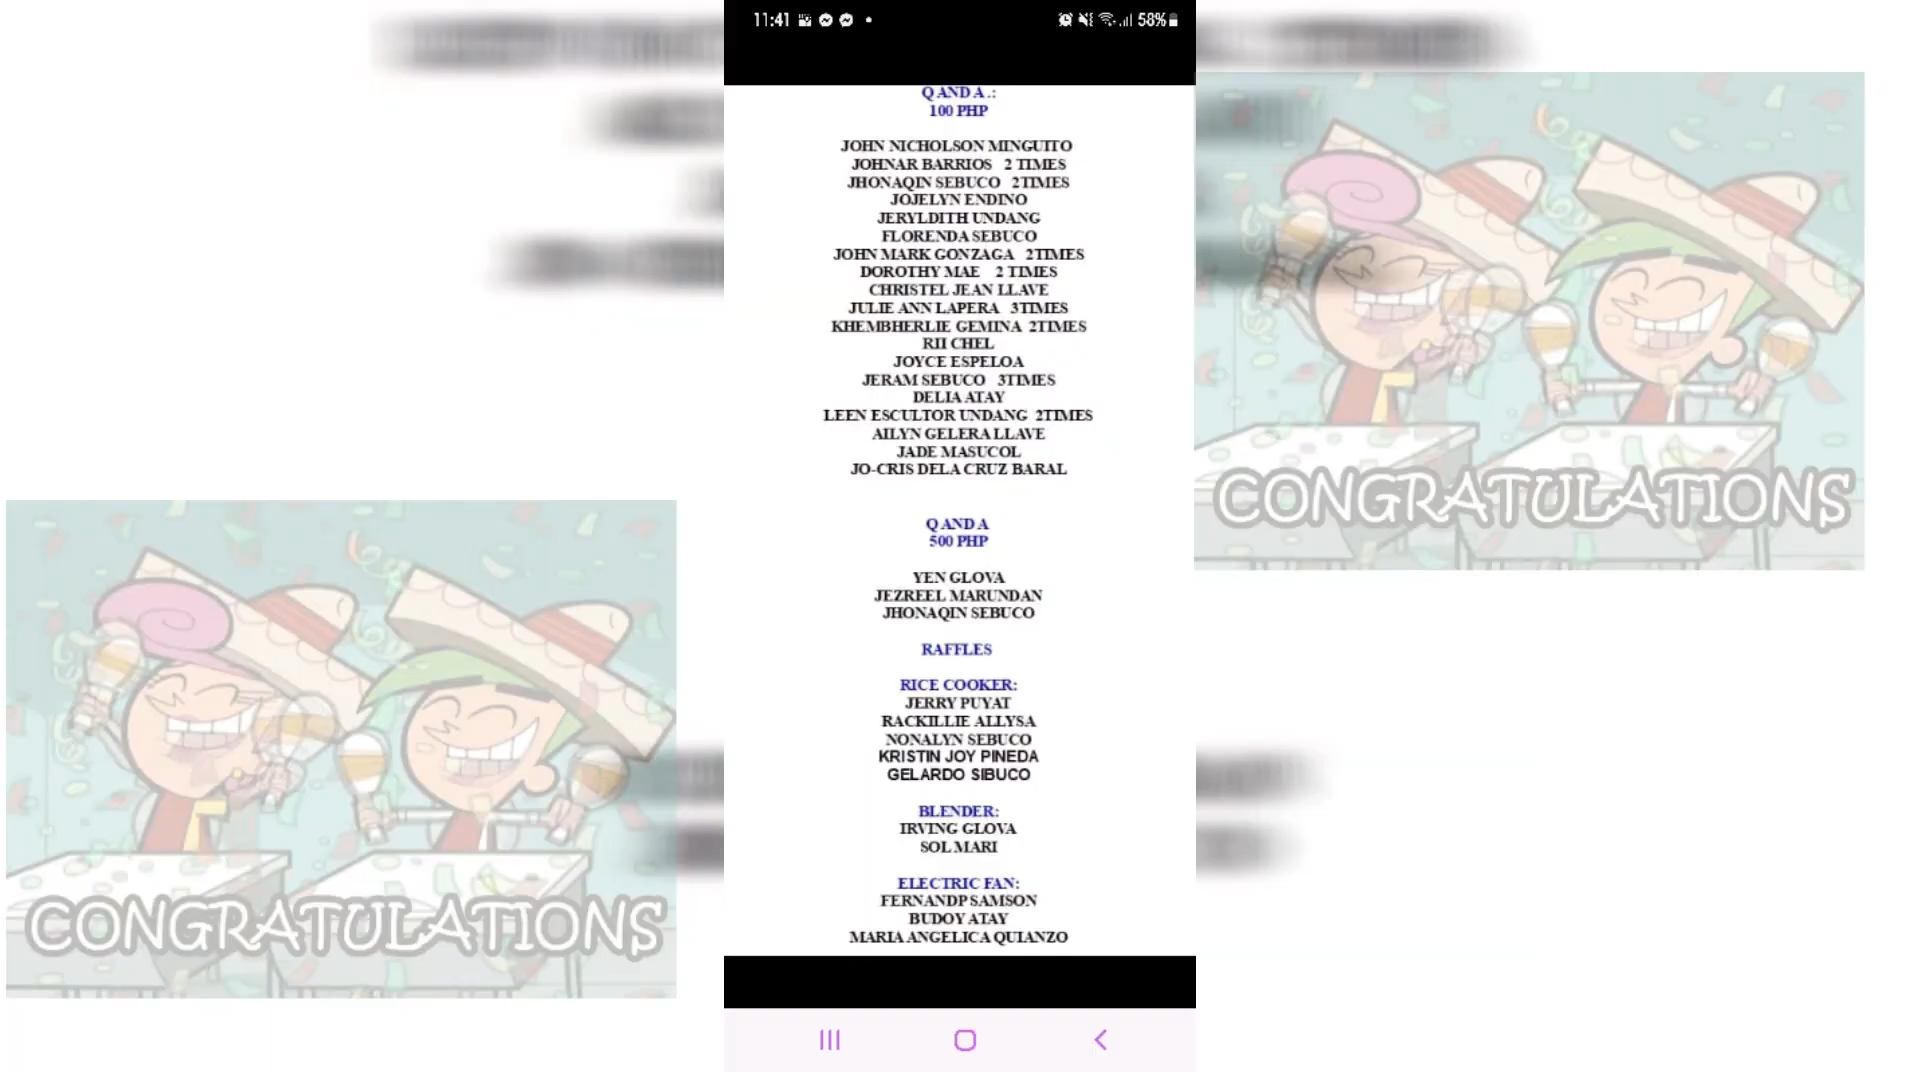 11:41
58%
Q AND A .:
100 PHP
JOHN NICHOLSON MINGUITO
JOHNAR BARRIOS 2 TIMES
JHONAQIN SEBUCO 2TIMES
JOJELYN ENDINO
JERYLDITH UNDANG
FLORENDA SEBUCO
JOHN MARK GONZAGA 2TIMES
DOROTHY MAE 2 TIMES
CHRISTEL JEAN LLAVE
JULIE ANN LAPERA 3TIMES
KHEMBHERLIE GEMINA 2TIMES
RII CHEL
JOYCE ESPELOA
JERAM SEBUCO 3TIMES
DELIA ATAY
LEEN ESCULTOR UNDANG 2TIMES
AILYN GELERA LLAVE
JADE MASUCOL
JO-CRIS DELA CRUZ BARAL
Q AND A
500 PHP
YEN GLOVA
JEZREEL MARUNDAN
JHONAQIN SEBUCO
RAFFLES
RICE COOKER:
JERRY PUYAT
RACKILLIE ALLYSA
NONALYN SEBUCO
KRISTIN JOY PINEDA
GELARDO SIBUCO
BLENDER:
IRVING GLOVA
SOL MARI
ELECTRIC FAN:
FERNANDP SAMSON
BUDOY ATAY
MARIA ANGELICA QUIANZO
CONGRATULATIONS
CONGRATULATIONS